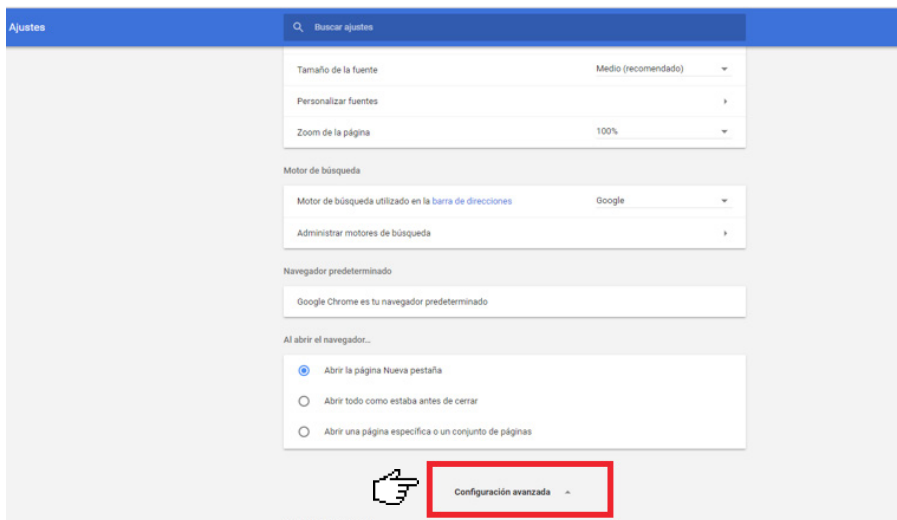 Ajustes
Buscar ajustes
Tamaño de la fuente Medio (recomendado)
Personalizar fuentes
Zoom de la página 100%
Motor de búsqueda
Motor de búsqueda utilizado en la barra de direcciones Google
Administrar motores de búsqueda
Navegador predeterminado
Google Chrome es tu navegador predeterminado
Al abrir el navegador...
Abrir la página Nueva pestaña
Abrir todo como estaba antes de cerrar
Abrir una página específica o un conjunto de páginas
Configuración avanzada